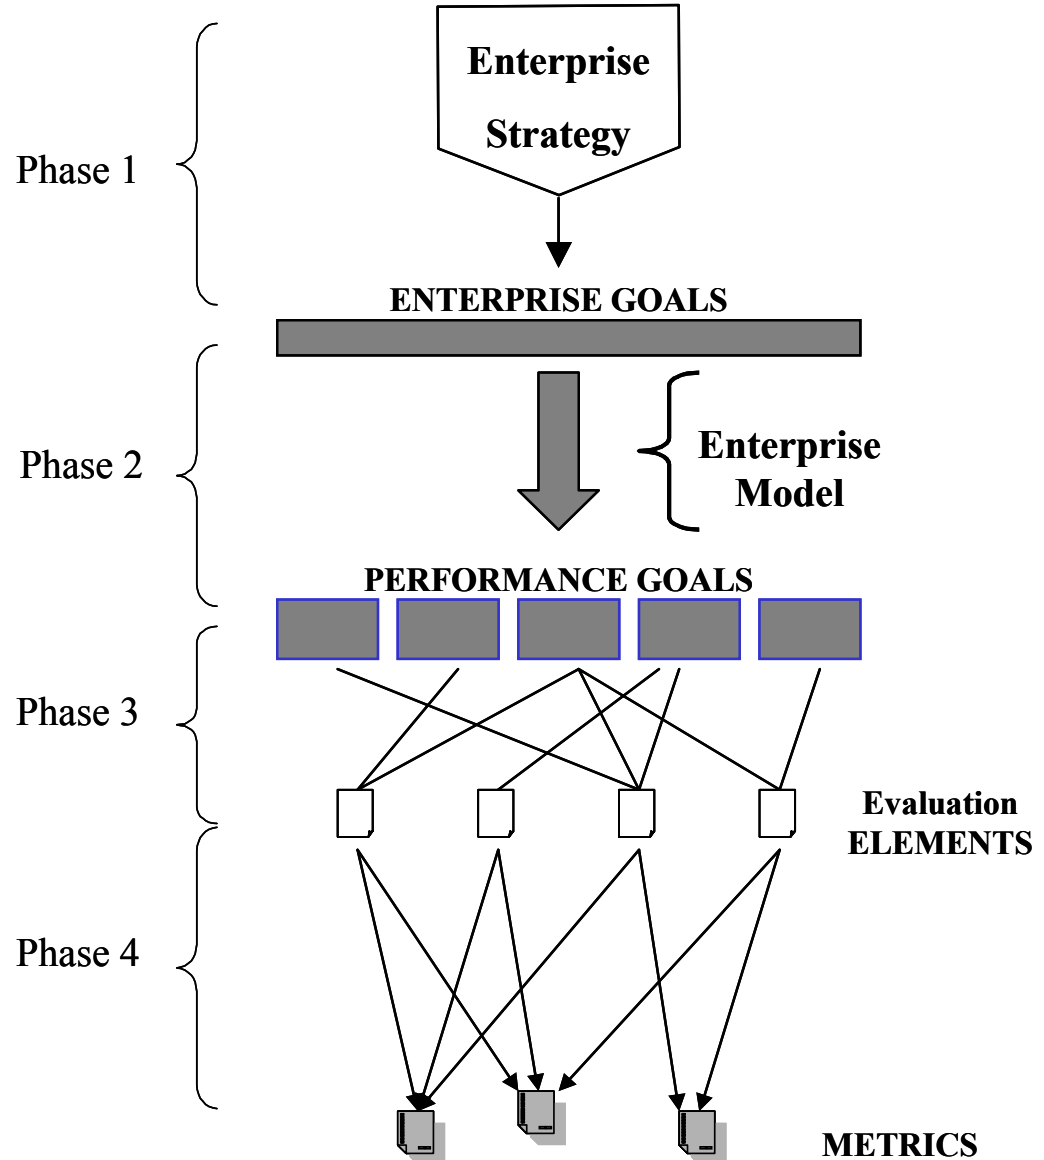 Enterprise
Strategy
Phase 1
ENTERPRISE GOALS
Phase 2
Enterprise
Model
PERFORMANCE GOALS
Phase 3
Evaluation
ELEMENTS
Phase 4
METRICS